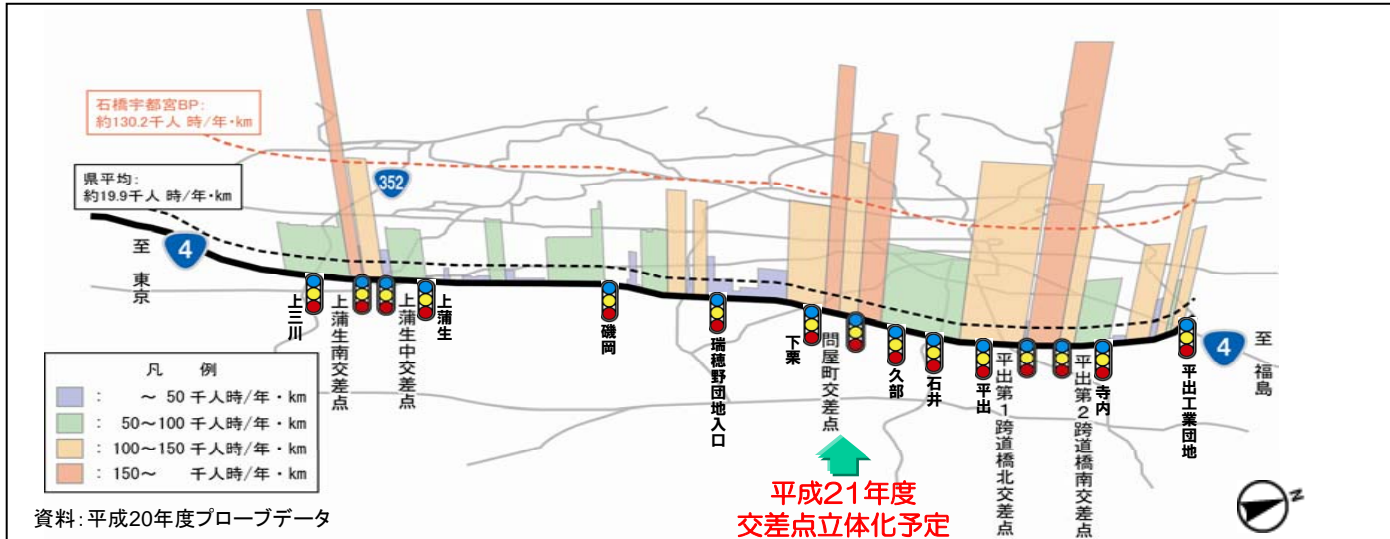 石橋宇都宮BP:
約130.2千人 時/年・km
県平均:
約19.9千人 時/年・km
352
4
至 東京
上三川
上蒲生南交差点
上蒲生中交差点
上蒲生
磯岡
瑞穂野団地入口
下栗
問屋町交差点
久部
石井
平出
平出第1跨道橋北交差点
平出第2跨道橋南交差点
寺内
平出工業団地
4
至 福島
凡 例
: ~ 50 千人時/年・km
: 50~100 千人時/年・km
: 100~150 千人時/年・km
: 150~ 千人時/年・km
資料:平成20年度プローブデータ
平成21年度
交差点立体化予定
N